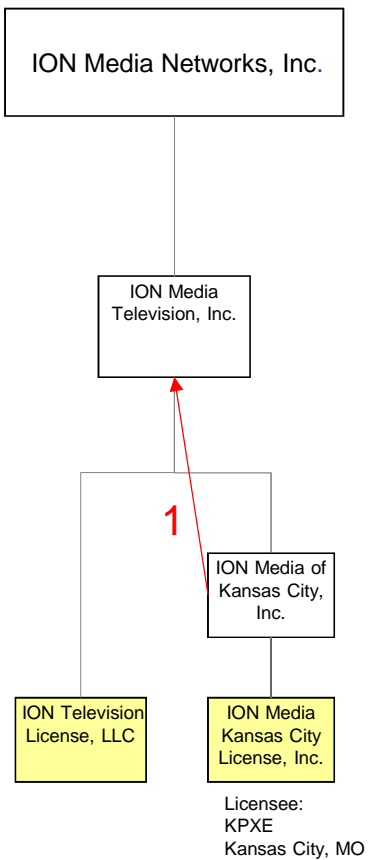 ION Media Networks, Inc.
ION Media
Television, Inc.
1
ION Media of
Kansas City,
Inc.
ION Television
License, LLC
ION Media
Kansas City
License, Inc.
Licensee:
KPXE
Kansas City, MO